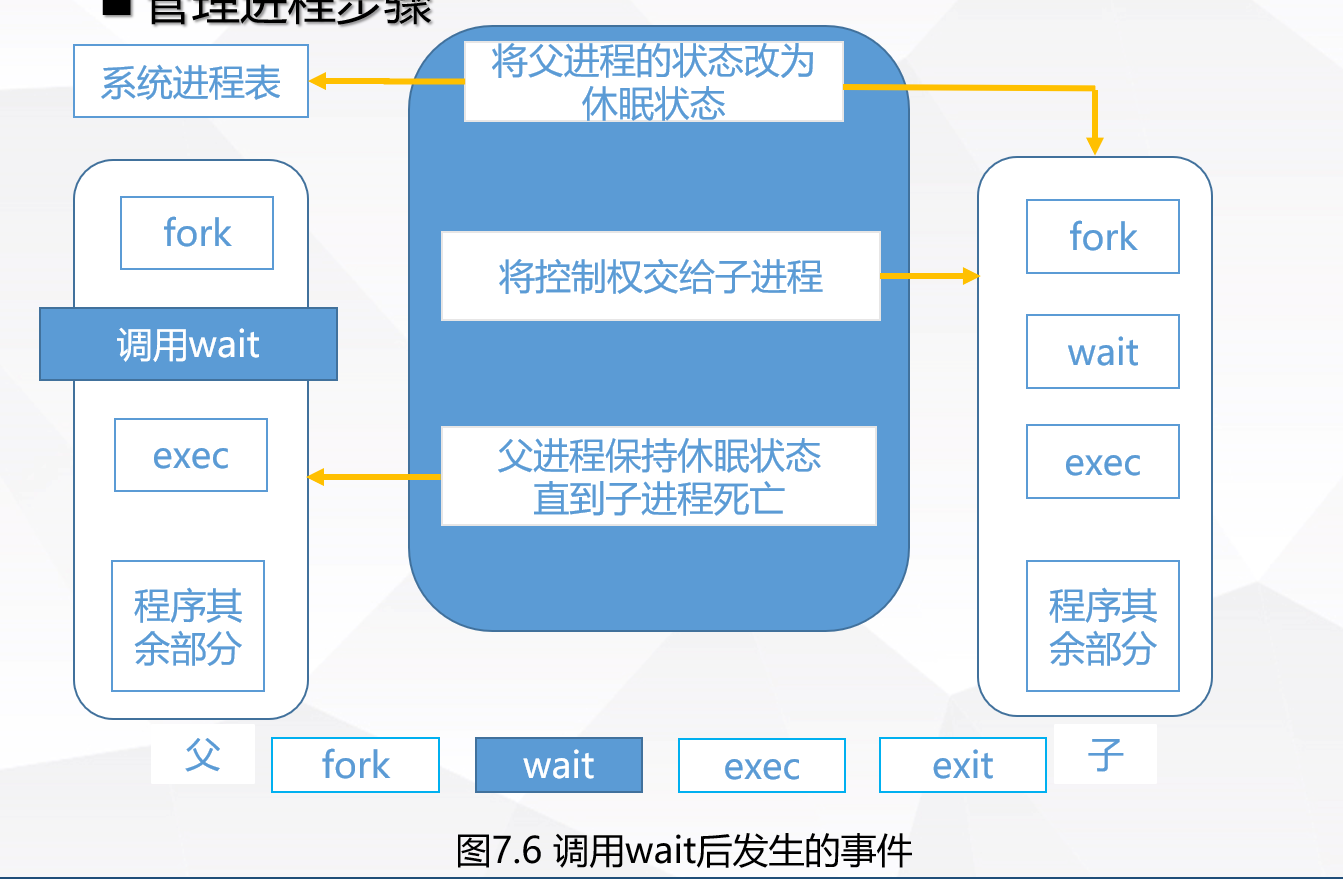 ■ 管理进程步骤
系统进程表
将父进程的状态改为
休眠状态
fork
调用wait
exec
程序其
余部分
将控制权交给子进程
父进程保持休眠状态
直到子进程死亡
fork
wait
exec
程序其
余部分
父
fork
wait
exec
exit
子
图7.6 调用wait后发生的事件